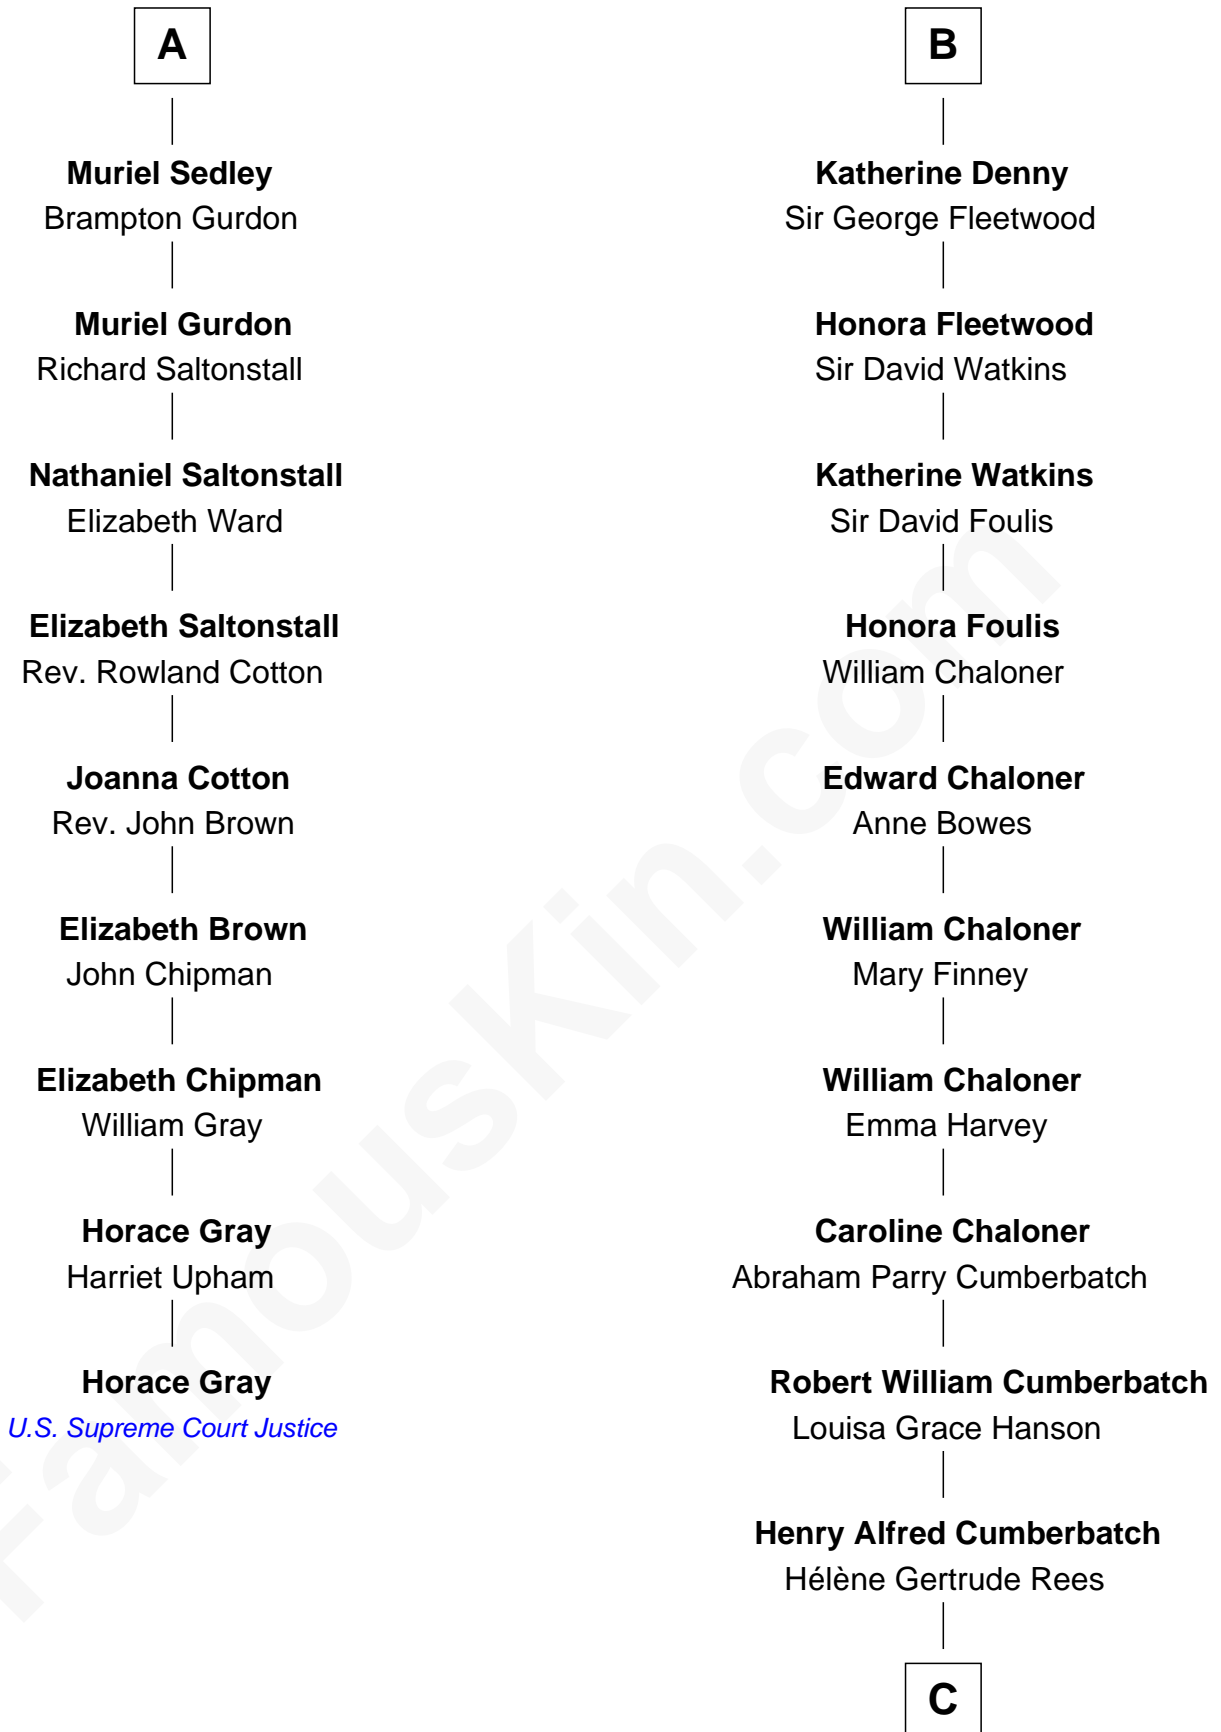 A
Muriel Sedley
Brampton Gurdon
Muriel Gurdon
Richard Saltonstall
Nathaniel Saltonstall
Elizabeth Ward
Elizabeth Saltonstall
Rev. Rowland Cotton
Joanna Cotton
Rev. John Brown
Elizabeth Brown
John Chipman
Elizabeth Chipman
William Gray
Horace Gray
Harriet Upham
Horace Gray
U.S. Supreme Court Justice
B
Katherine Denny
Sir George Fleetwood
Honora Fleetwood
Sir David Watkins
Katherine Watkins
Sir David Foulis
Honora Foulis
William Chaloner
Edward Chaloner
Anne Bowes
William Chaloner
Mary Finney
William Chaloner
Emma Harvey
Caroline Chaloner
Abraham Parry Cumberbatch
Robert William Cumberbatch
Louisa Grace Hanson
Henry Alfred Cumberbatch
Hélène Gertrude Rees
C
FamousKin.com